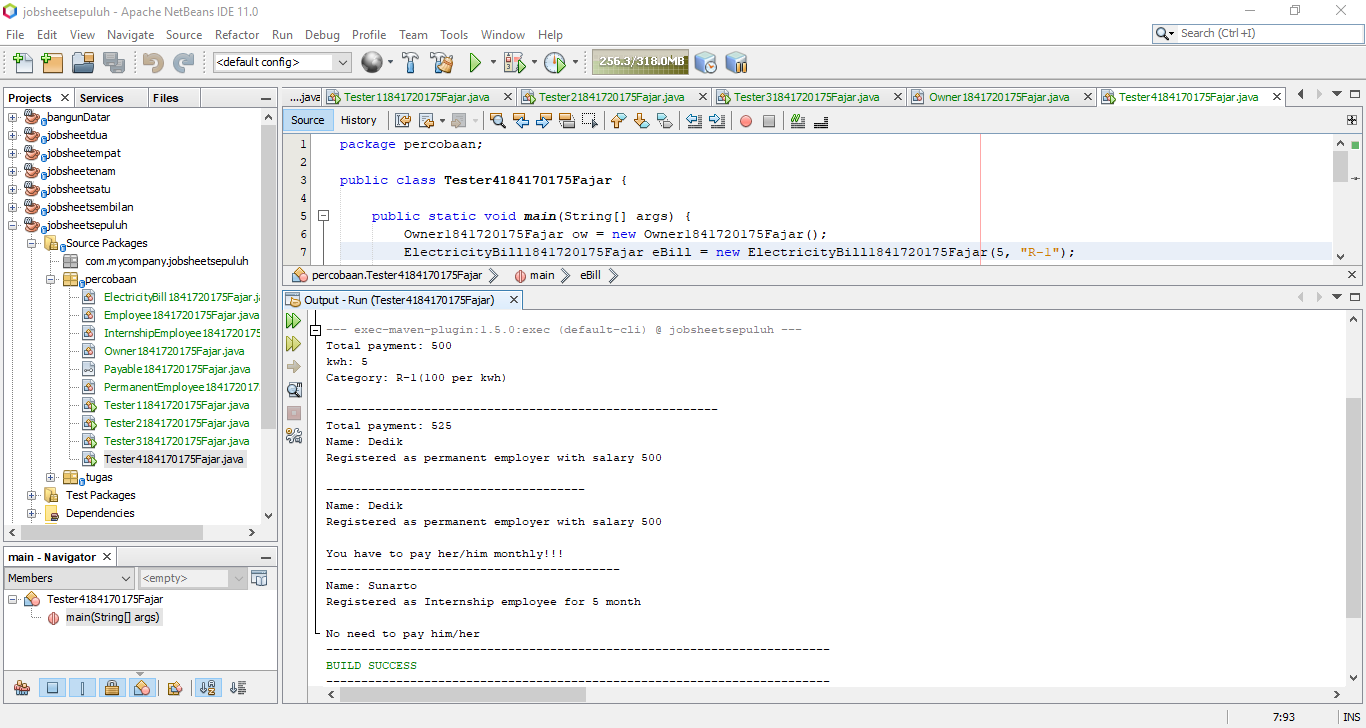 jobsheetsepuluh - Apache NetBeans IDE 11.0
File Edit View Navigate Source Refactor Run Debug Profile Team Tools Window Help
Search (Ctrl+I)
<default config>
256.3/318.0MB
Projects Services Files
bangunDatar
jobsheetdua
jobsheetempat
jobsheetenam
jobsheetsatu
jobsheetsembilan
jobsheetsepuluh
Source Packages
com.mycompany.jobsheetsepuluh
percobaan
ElectricityBill1841720175Fajar.j
Employee1841720175Fajar.java
InternshipEmployee1841720175
Owner1841720175Fajar.java
Payable1841720175Fajar.java
PermanentEmployee184172017
Tester11841720175Fajar.java
Tester21841720175Fajar.java
Tester31841720175Fajar.java
Tester4184170175Fajar.java
tugas
Test Packages
Dependencies
main - Navigator
Members
<empty>
Tester4184170175Fajar
main(String[] args)
....java Tester11841720175Fajar.java Tester21841720175Fajar.java Tester31841720175Fajar.java Owner1841720175Fajar.java Tester4184170175Fajar.java
Source History
1 package percobaan;
2
3 public class Tester4184170175Fajar {
4
5 public static void main(String[] args) {
6 Owner1841720175Fajar ow = new Owner1841720175Fajar();
7 ElectricityBill1841720175Fajar eBill = new ElectricityBill1841720175Fajar(5, "R-1");
percobaan.Tester4184170175Fajar main eBill
Output - Run (Tester4184170175Fajar)
--- exec-maven-plugin:1.5.0:exec (default-cli) @ jobsheetsepuluh ---
Total payment: 500
kwh: 5
Category: R-1(100 per kwh)
--------------------------------------------------------
Total payment: 525
Name: Dedik
Registered as permanent employer with salary 500
-------------------------------------
Name: Dedik
Registered as permanent employer with salary 500
You have to pay her/him monthly!!!
------------------------------------------
Name: Sunarto
Registered as Internship employee for 5 month
No need to pay him/her
------------------------------------------------------------------------
BUILD SUCCESS
------------------------------------------------------------------------
7:93 INS